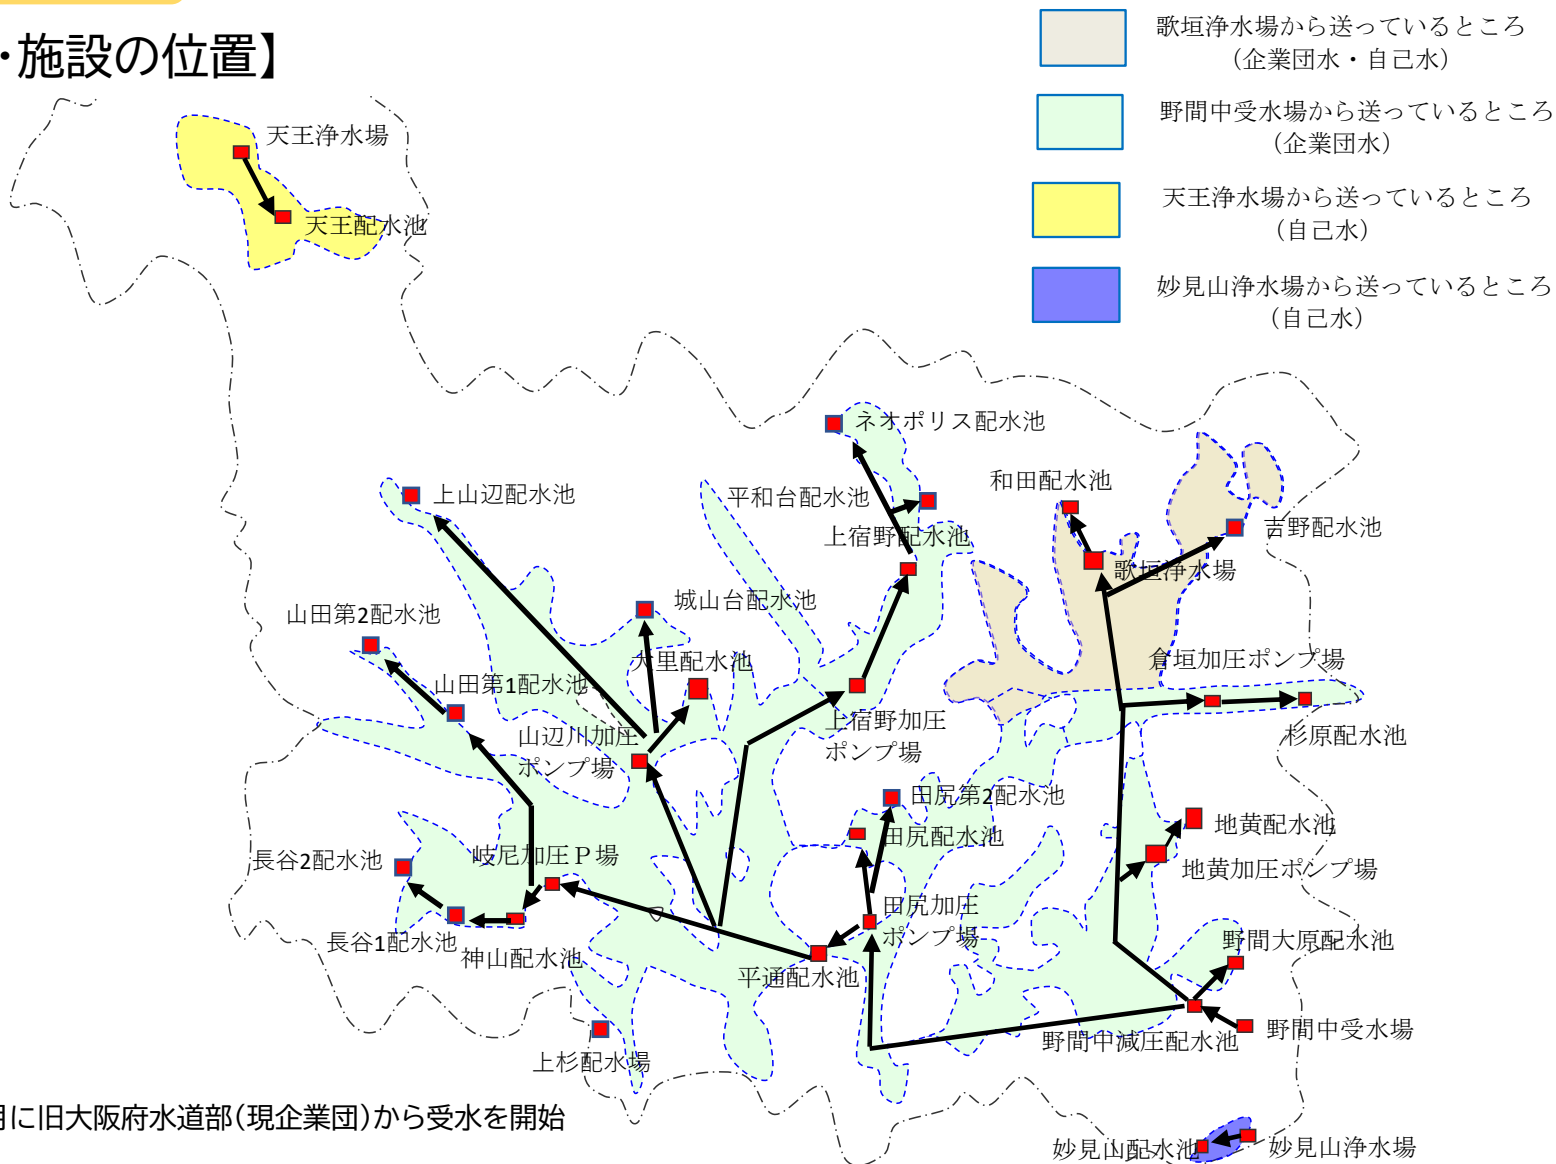 ・施設の位置】
歌垣浄水場から送っているところ
（企業団水・自己水）
野間中受水場から送っているところ
（企業団水）
天王浄水場から送っているところ
（自己水）
妙見山浄水場から送っているところ
（自己水）
天王浄水場
天王配水池
ネオポリス配水池
上山辺配水池
平和台配水池
和田配水池
上宿野配水池
吉野配水池
歌垣浄水場
城山台配水池
山田第2配水池
大里配水池
倉垣加圧ポンプ場
山田第1配水池
上宿野加圧
ポンプ場
山辺川加圧
ポンプ場
杉原配水池
田尻第2配水池
田尻配水池
地黄配水池
地黄加圧ポンプ場
長谷2配水池
岐尼加圧Ｐ場
田尻加圧
ポンプ場
長谷1配水池
神山配水池
平通配水池
野間大原配水池
野間中減圧配水池
野間中受水場
上杉配水場
月に旧大阪府水道部（現企業団）から受水を開始
妙見山配水池
妙見山浄水場